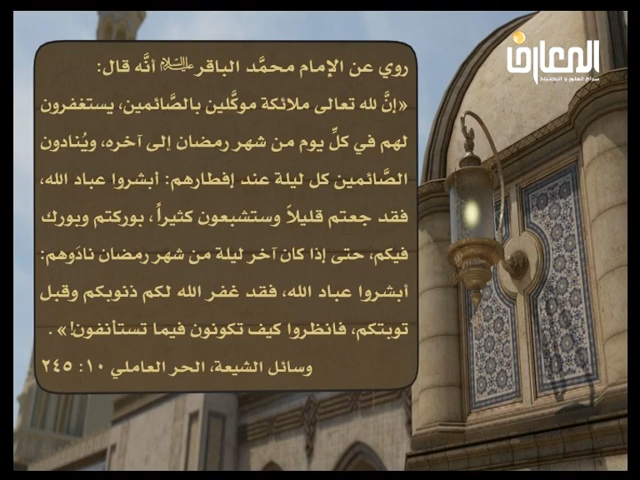 المعارف
روي عن الإمام محمَّد الباقر عليه السلام أنَّه قال:
«إنَّ لله تعالى ملائكة موكَّلين بالصَّائمين، يستغفرون
لهم في كلِّ يوم من شهر رمضان إلى آخره، ويُنادون
الصَّائمين كل ليلة عند إفطارهم: أبشروا عباد الله،
فقد جعتم قليلاً وستشبعون كثيراً، بوركتم وبورك
فيكم، حتى إذا كان آخر ليلة من شهر رمضان نادَوهم:
أبشروا عباد الله، فقد غفر الله لكم ذنوبكم وقبل
توبتكم، فانظروا كيف تكونون فيما تستأنفون!».
وسائل الشيعة، الحر العاملي ١٠: ٢٤٥